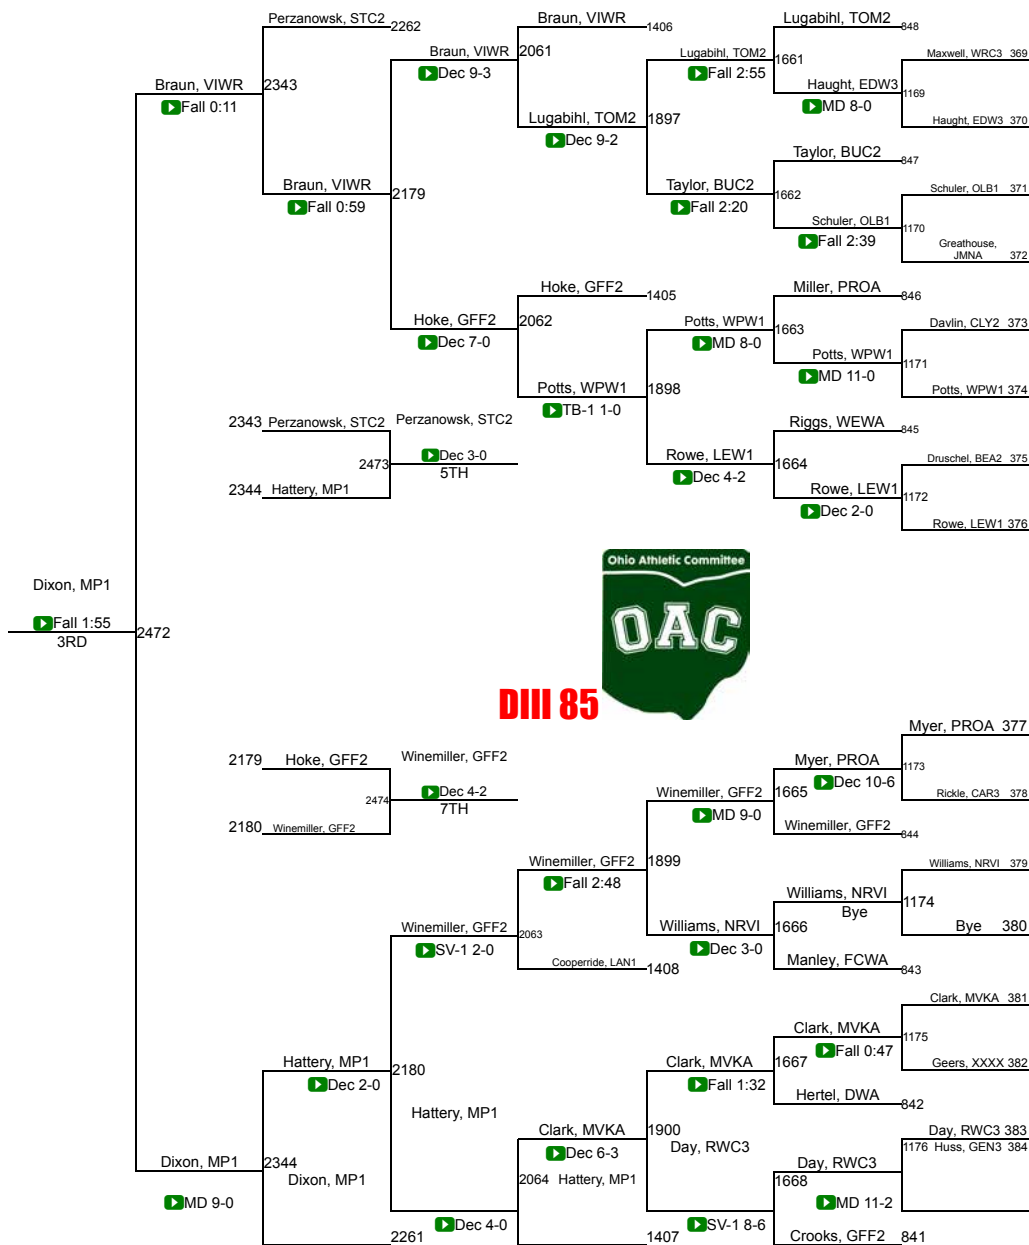 Perzanowsk, STC2
2262
Braun, VIWR
1406
Lugabihl, TOM2
848
Braun, VIWR
2061
Dec 9-3
Lugabihl, TOM2
1661
Fall 2:55
Maxwell, WRC3 369
Braun, VIWR
2343
Fall 0:11
Haught, EDW3
1169
MD 8-0
Lugabihl, TOM2
1897
Dec 9-2
Haught, EDW3 370
Taylor, BUC2
847
Braun, VIWR
2179
Fall 0:59
Taylor, BUC2
1662
Fall 2:20
Schuler, OLB1 371
Schuler, OLB1
1170
Fall 2:39
Greathouse,
JMNA 372
Hoke, GFF2
1405
Miller, PROA
846
Hoke, GFF2
2062
Dec 7-0
Potts, WPW1
1663
MD 8-0
Davlin, CLY2 373
Potts, WPW1
1171
MD 11-0
Potts, WPW1
1898
TB-1 1-0
Potts, WPW1 374
2343 Perzanowsk, STC2
Perzanowsk, STC2
Riggs, WEWA
845
2473
Dec 3-0
5TH
Rowe, LEW1
1664
Dec 4-2
Druschel, BEA2 375
2344 Hattery, MP1
Rowe, LEW1
1172
Dec 2-0
Rowe, LEW1 376
Ohio Athletic Committee
OAC
Dixon, MP1
Fall 1:55
2472
3RD
DIII 85
Myer, PROA 377
2179 Hoke, GFF2
Winemiller, GFF2
Myer, PROA
1173
Dec 10-6
2474
Dec 4-2
7TH
Winemiller, GFF2
1665
MD 9-0
Rickle, CAR3 378
2180 Winemiller, GFF2
Winemiller, GFF2
844
Winemiller, GFF2
1899
Fall 2:48
Williams, NRVI 379
Williams, NRVI
1174
Bye
Winemiller, GFF2
2063
SV-1 2-0
Williams, NRVI
1666
Dec 3-0
Bye 380
Cooperride, LAN1
1408
Manley, FCWA
843
Clark, MVKA 381
Clark, MVKA
1175
Fall 0:47
Hattery, MP1
2180
Dec 2-0
Clark, MVKA
1667
Fall 1:32
Geers, XXXX 382
Hertel, DWA
842
Hattery, MP1
Clark, MVKA
1900
Dec 6-3
Day, RWC3
Day, RWC3 383
1176 Huss, GEN3 384
Dixon, MP1
2344
MD 9-0
Dixon, MP1
2064 Hattery, MP1
Day, RWC3
1668
MD 11-2
Dec 4-0
SV-1 8-6
2261
1407
Crooks, GFF2
841